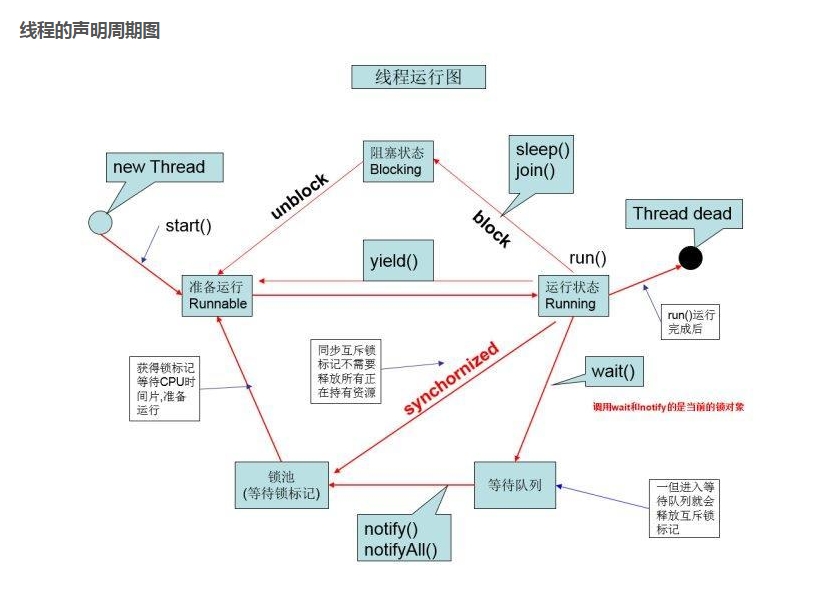 线程的声明周期图
线程运行图
new Thread
阻塞状态
Blocking
sleep()
join()
unblock
block
start()
Thread dead
yield()
run()
准备运行
Runnable
运行状态
Running
run()运行
完成后
获得锁标记
等待CPU时
间片,准备
运行
同步互斥锁
标记不需要
释放所有正
在持有资源
synchornized
wait()
调用wait和notify的是当前的锁对象
锁池
(等待锁标记)
等待队列
一但进入等
待队列就会
释放互斥锁
标记
notify()
notifyAll()